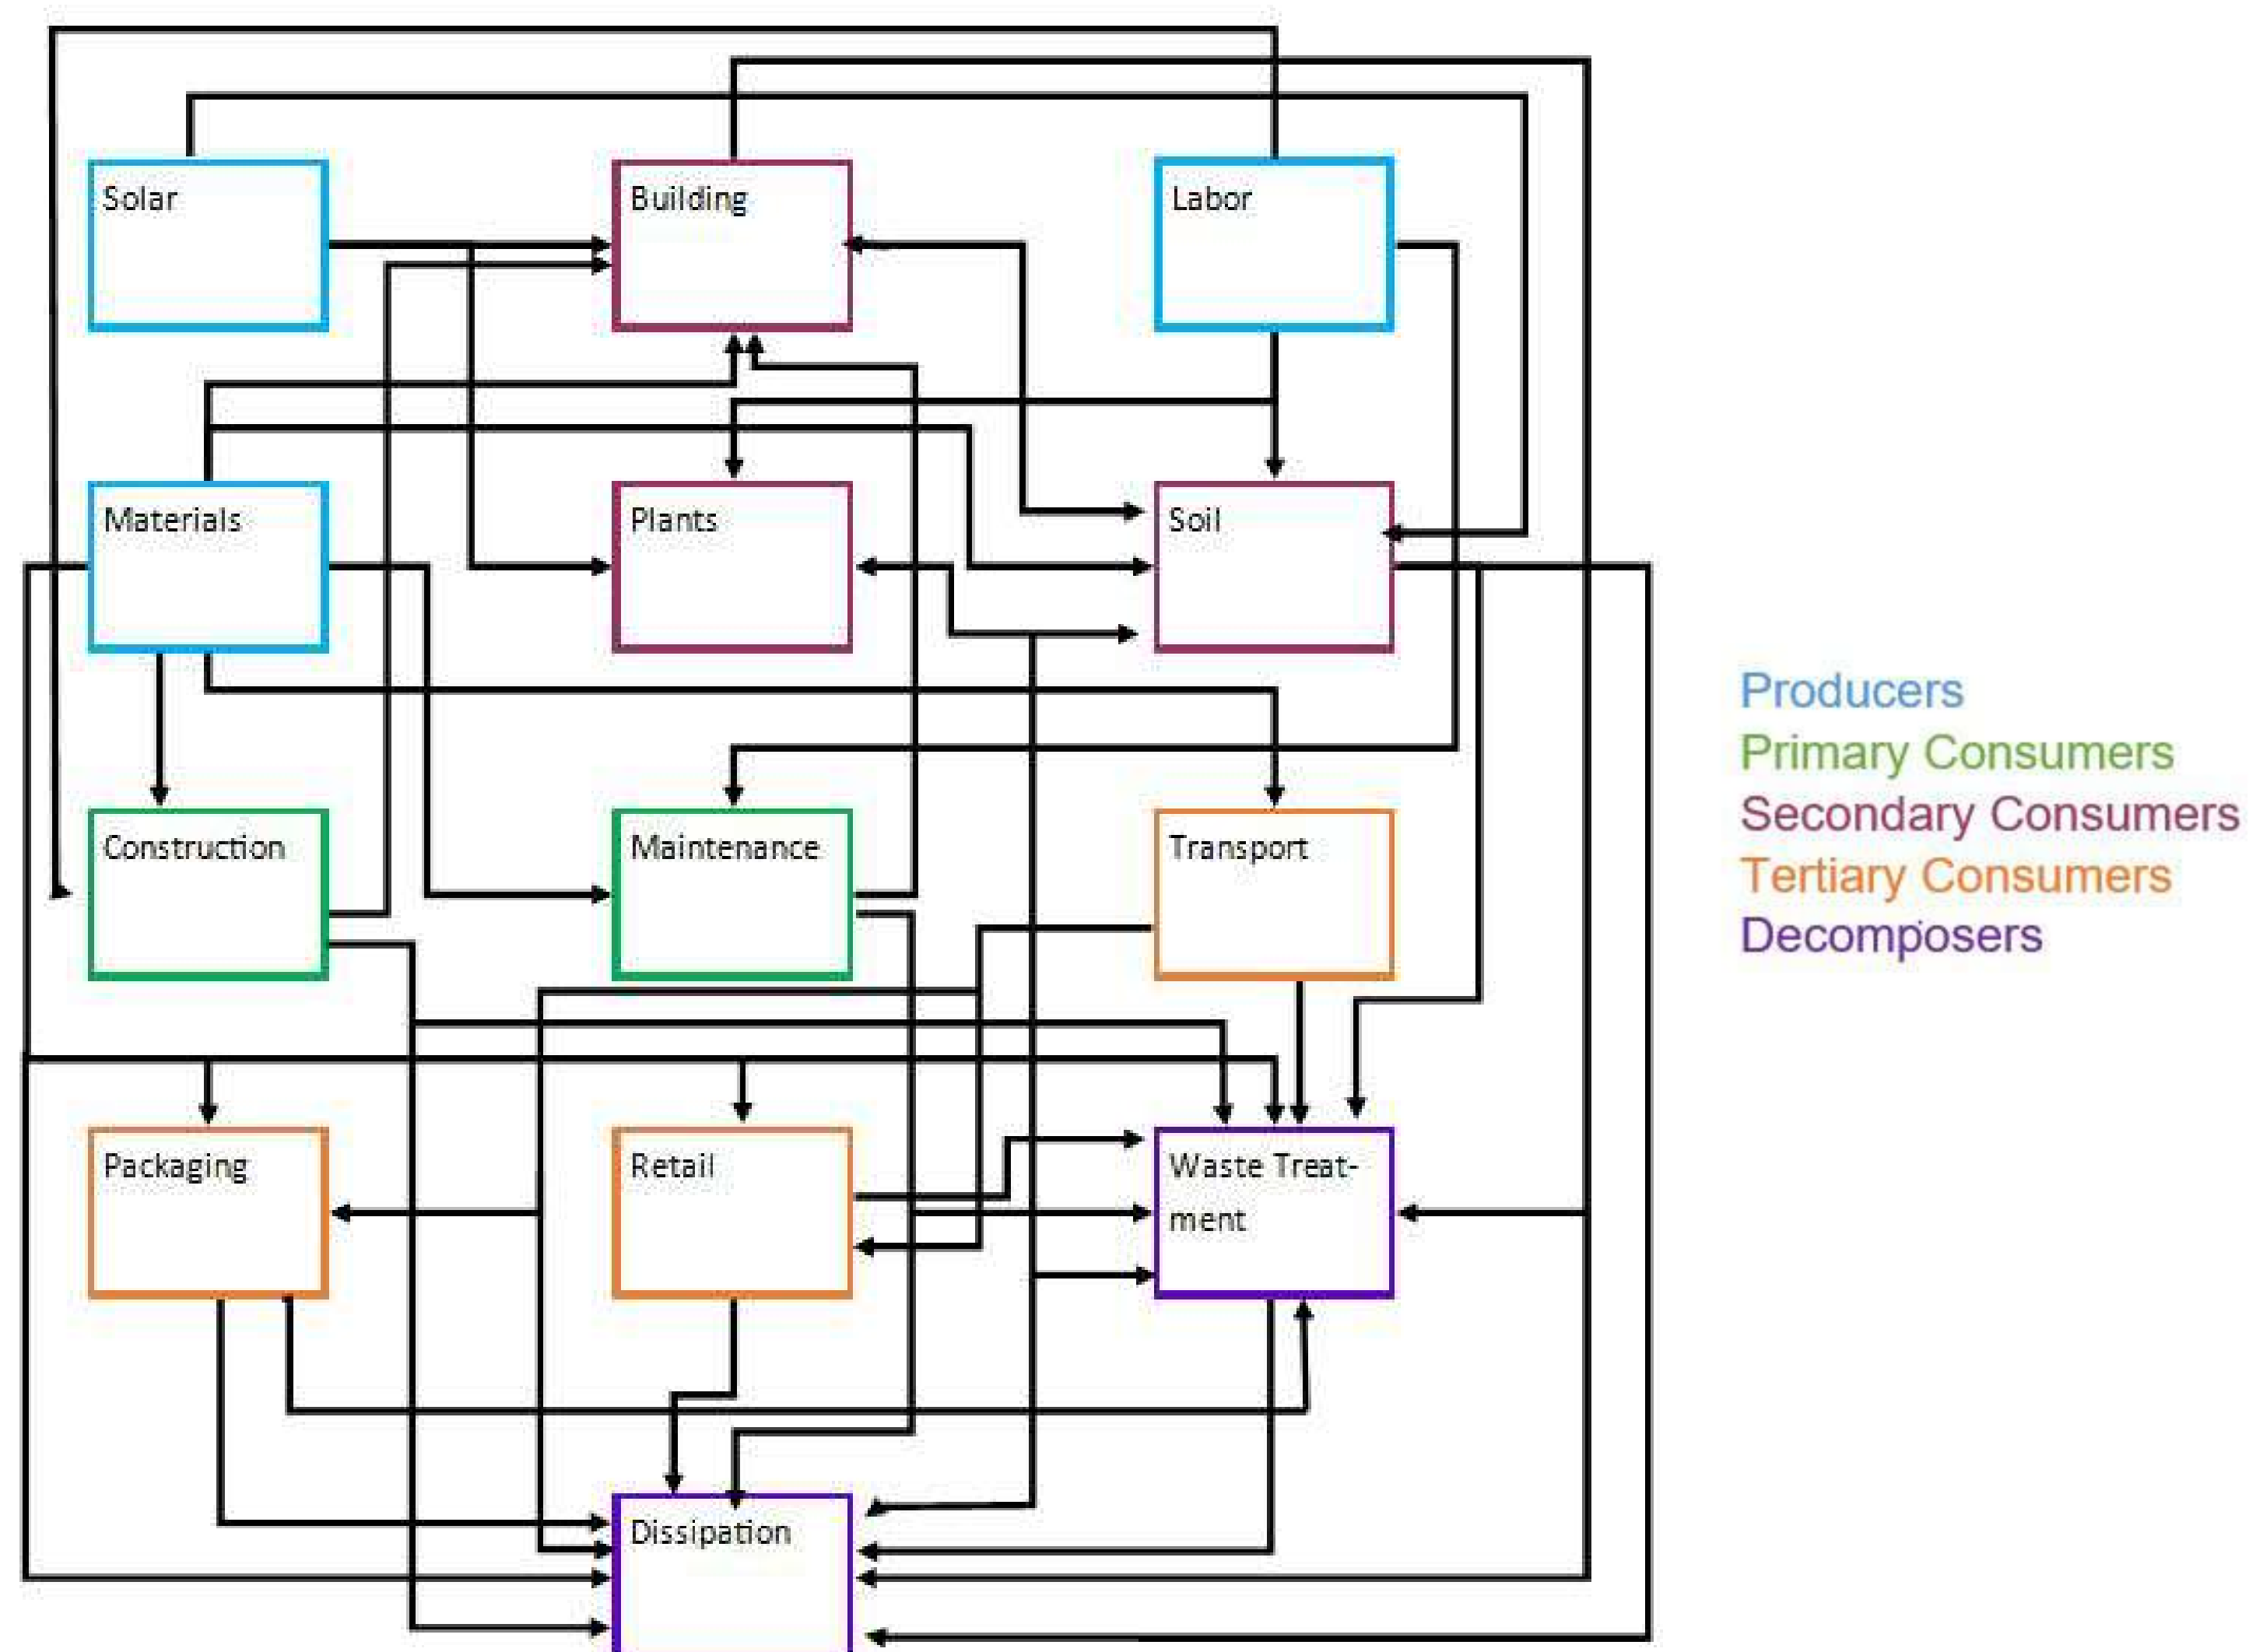 Solar
Building
Labor
Materials
Plants
Soil
Construction
Maintenance
Transport
Packaging
Retail
Waste Treat-
ment
Dissipation
Producers
Primary Consumers
Secondary Consumers
Tertiary Consumers
Decomposers